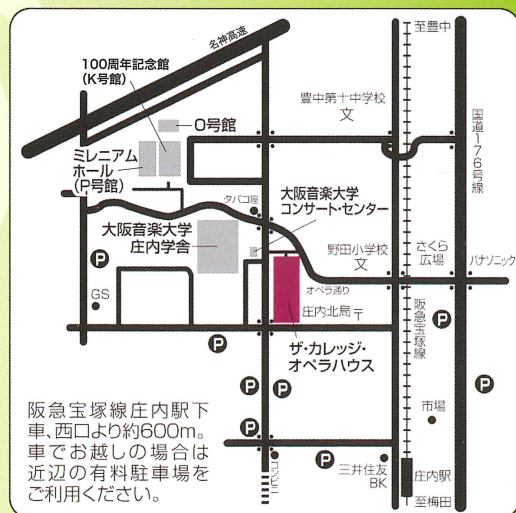 名神高速
至豊中
100周年記念館
(K号館)
豊中第十中学校
文
国道176号線
O号館
ミレニアム
ホール
(P号館)
タバコ屋
大阪音楽大学
コンサート・センター
大阪音楽大学
庄内学舎
野田小学校
文
さくら
広場
パナソニック
P
オペラ通り
GS
庄内北局〒
阪急宝塚線
P
P
ザ・カレッジ・
オペラハウス
P
P
P
市場
阪急宝塚線庄内駅下
車、西口より約600m。
車でお越しの場合は
近辺の有料駐車場を
ご利用ください。
P
コンビニ
P
三井住友
BK
庄内駅
至梅田